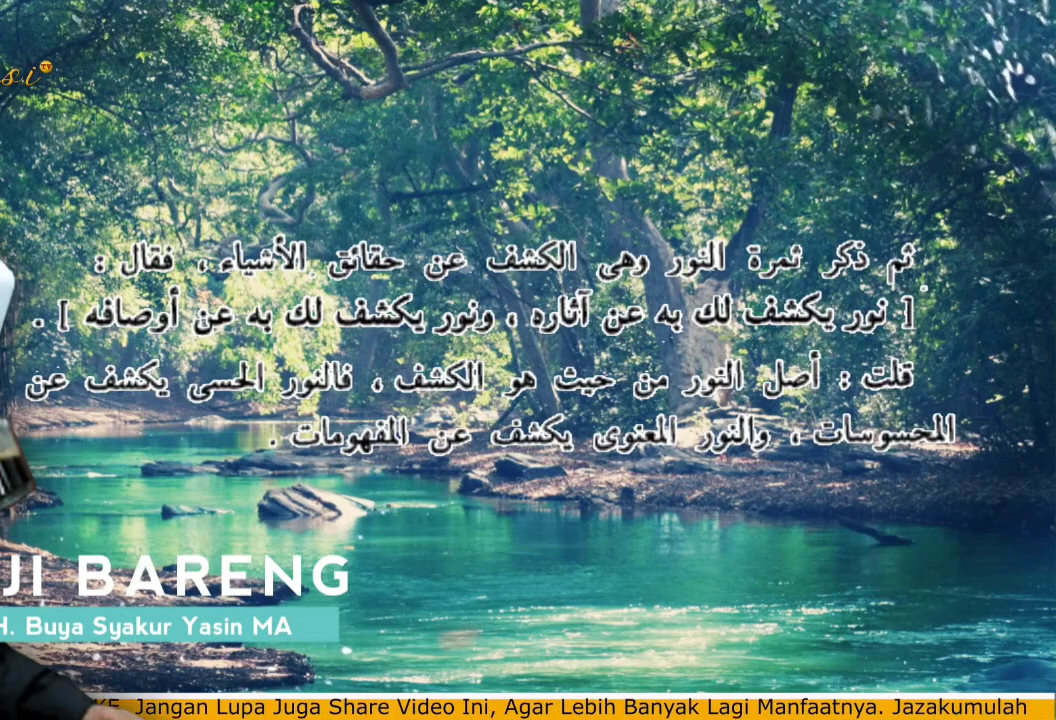 si TV
ثم ذكر ثمرة النور وهى الكشف عن حقائق الأشياء ، فقال :
[ نور يكشف لك به عن آثاره ، ونور يكشف لك به عن أوصافه ] .
قلت : أصل النور من حيث هو الكشف ، فالنور الحسى يكشف عن
المحسوسات ، والنور المعنوى يكشف عن المفهومات .
JI BARENG
H. Buya Syakur Yasin MA
KE, Jangan Lupa Juga Share Video Ini, Agar Lebih Banyak Lagi Manfaatnya. Jazakumulah